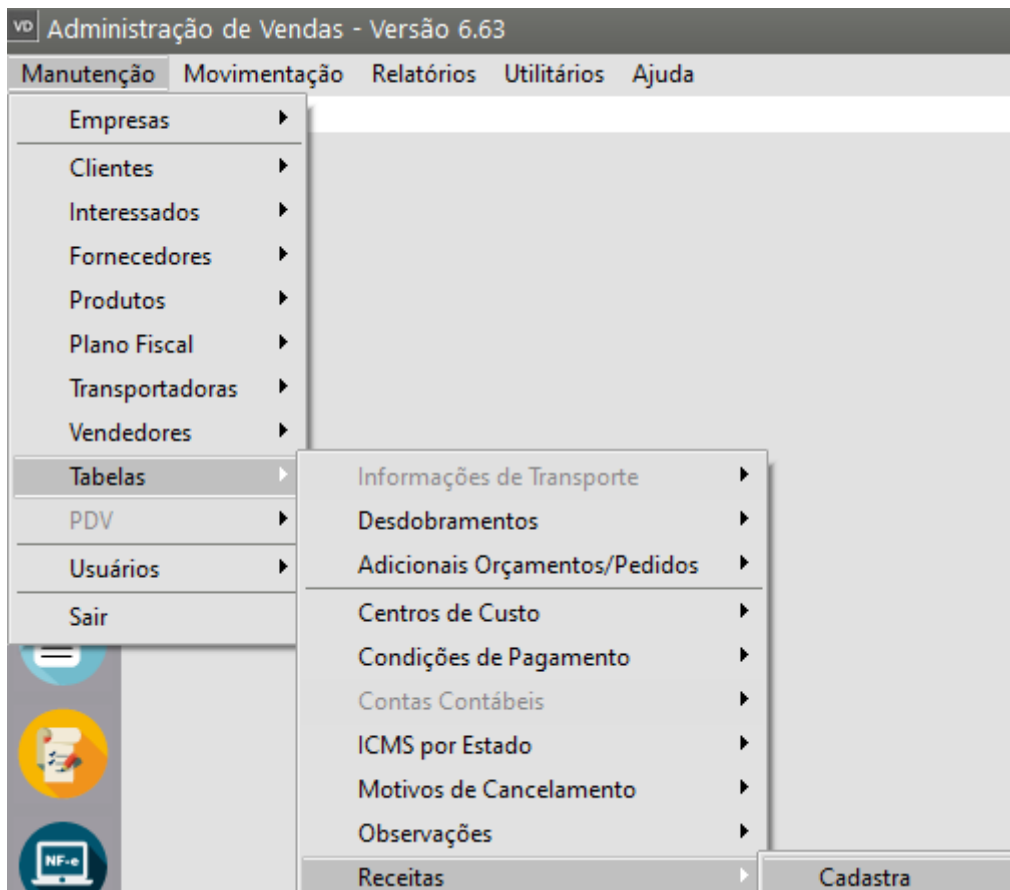 VD Administração de Vendas - Versão 6.63
Manutenção Movimentação Relatórios Utilitários Ajuda
Empresas
Clientes
Interessados
Fornecedores
Produtos
Plano Fiscal
Transportadoras
Vendedores
Tabelas
PDV
Usuários
Sair
Informações de Transporte
Desdobramentos
Adicionais Orçamentos/Pedidos
Centros de Custo
Condições de Pagamento
Contas Contábeis
ICMS por Estado
Motivos de Cancelamento
Observações
Receitas
Cadastra
NF-e